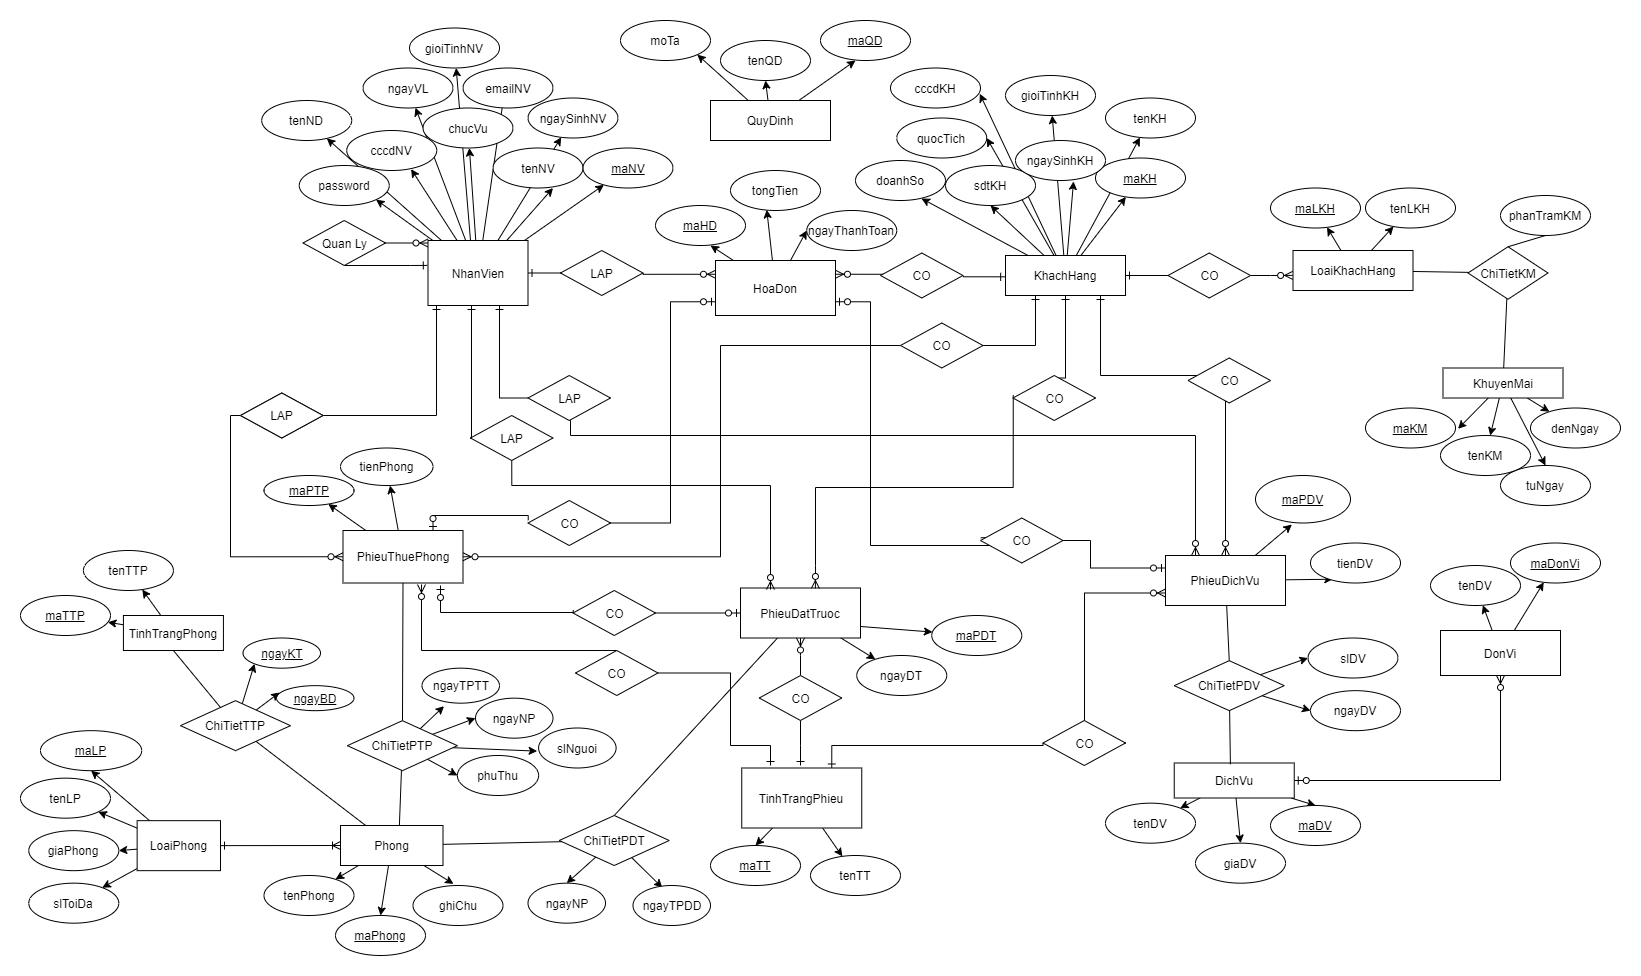 gioiTinhNV
moTa
tenQD
maQD
ngayVL
emailNV
cccdKH
gioiTinhKH
tenND
chucVu
ngaySinhNV
QuyDinh
tenKH
cccdNV
quocTich
password
tenNV
maNV
doanhSo
sdtKH
ngaySinhKH
maKH
tongTien
maHD
ngayThanhToan
maLKH
tenLKH
phanTramKM
Quan Ly
NhanVien
LAP
HoaDon
CO
KhachHang
CO
LoaiKhachHang
ChiTietKM
CO
CO
CO
KhuyenMai
LAP
LAP
LAP
maKM
denNgay
tenKM
tuNgay
tienPhong
maPTP
CO
maPDV
PhieuThuePhong
CO
PhieuDichVu
tienDV
tenDV
maDonVi
tenTTP
maTTP
TinhTrangPhong
CO
PhieuDatTruoc
maPDT
ngayDT
DonVi
ngayKT
ngayBD
CO
CO
slDV
ChiTietPDV
ngayDV
ChiTietTTP
ngayTPTT
ngayNP
ChiTietPTP
slNguoi
phuThu
CO
maLP
tenLP
giaPhong
slToiDa
LoaiPhong
Phong
ChiTietPDT
TinhTrangPhieu
DichVu
tenDV
maDV
giaDV
maTT
tenTT
tenPhong
maPhong
ghiChu
ngayNP
ngayTPDD